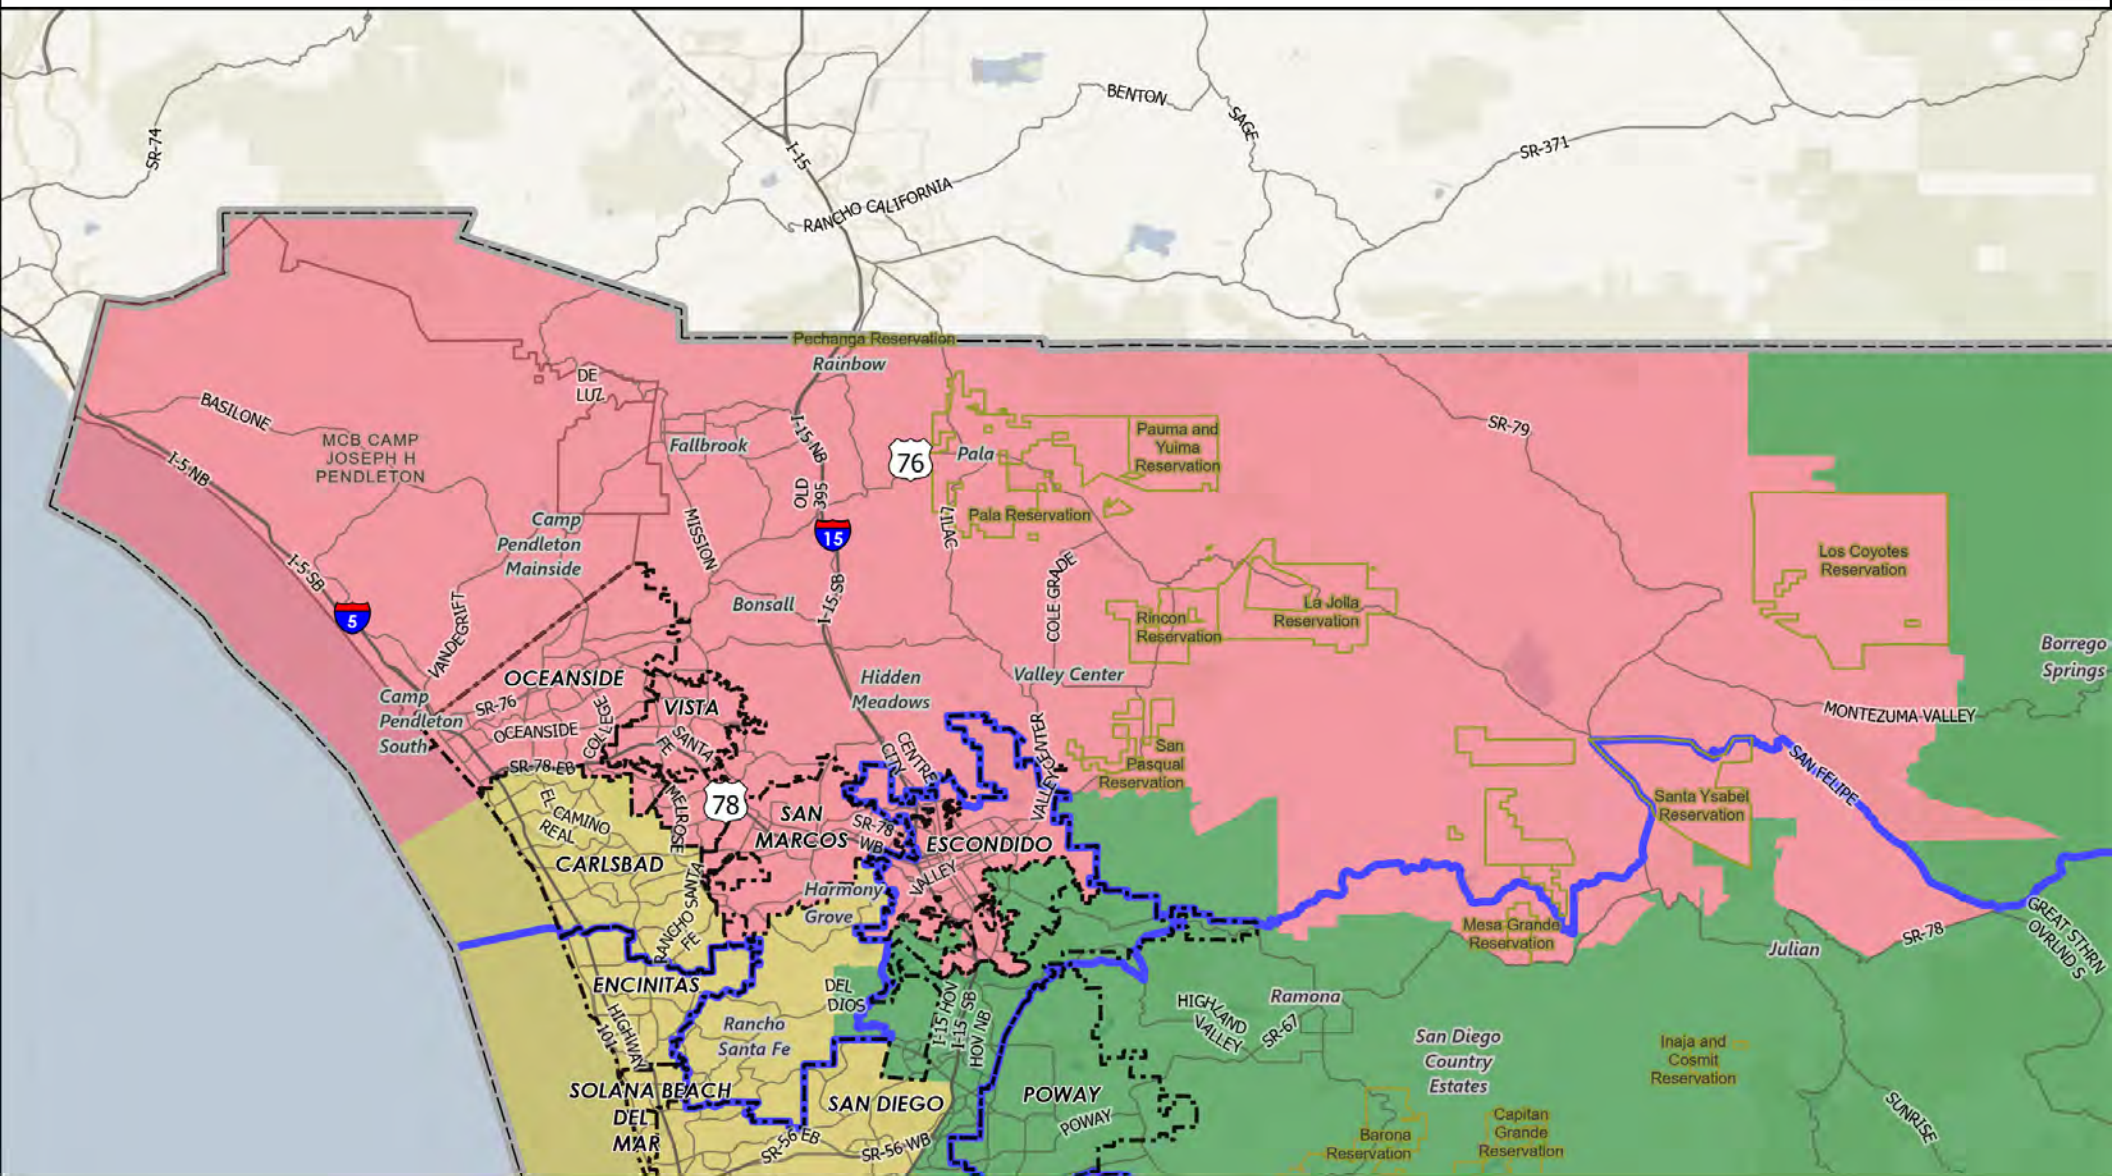 BENTON
SAGE
SR-74
I-15
SR-371
RANCHO CALIFORNIA
Pechanga Reservation
Rainbow
DE
LUZ
BASILONE
I-15 NB
SR-79
MCB CAMP
JOSEPH H
PENDLETON
Fallbrook
76
Pala
Pauma and
Yuima
Reservation
I-5 NB
OLD
395
Pala Reservation
LILAC
Camp
Pendleton
Mainside
MISSION
15
Los Coyotes
Reservation
I-5 SB
5
VANDEGRIFT
Bonsall
I-15 SB
COLE GRADE
Rincon
Reservation
La Jolla
Reservation
Borrego
Springs
OCEANSIDE
Hidden
Meadows
Valley Center
Camp
Pendleton
South
SR-76
VISTA
OCEANSIDE
COLLEGE
SANTA
FE
CITY
CENTRE
VALLEY CENTER
San
Pasqual
Reservation
MONTEZUMA VALLEY
SR-78 EB
SAN FELIPE
EL CAMINO
REAL
MELROSE
78
SAN
MARCOS
SR-78
WB
ESCONDIDO
Santa Ysabel
Reservation
CARLSBAD
VALLEY
Harmony
Grove
RANCHO SANTA
FE
Mesa Grande
Reservation
Julian
SR-78
GREAT STHRN
OVRLND S
ENCINITAS
DEL
DIOS
I-15 HOV
I-15 SB
HOV NB
HIGHLAND
VALLEY
Ramona
SR-67
HIGHWAY
101
Rancho
Santa Fe
San Diego
Country
Estates
Inaja and
Cosmit
Reservation
SOLANA BEACH
DEL
MAR
SAN DIEGO
POWAY
POWAY
SR-56 EB
SR-56 WB
Barona
Reservation
Capitan
Grande
Reservation
SUNRISE